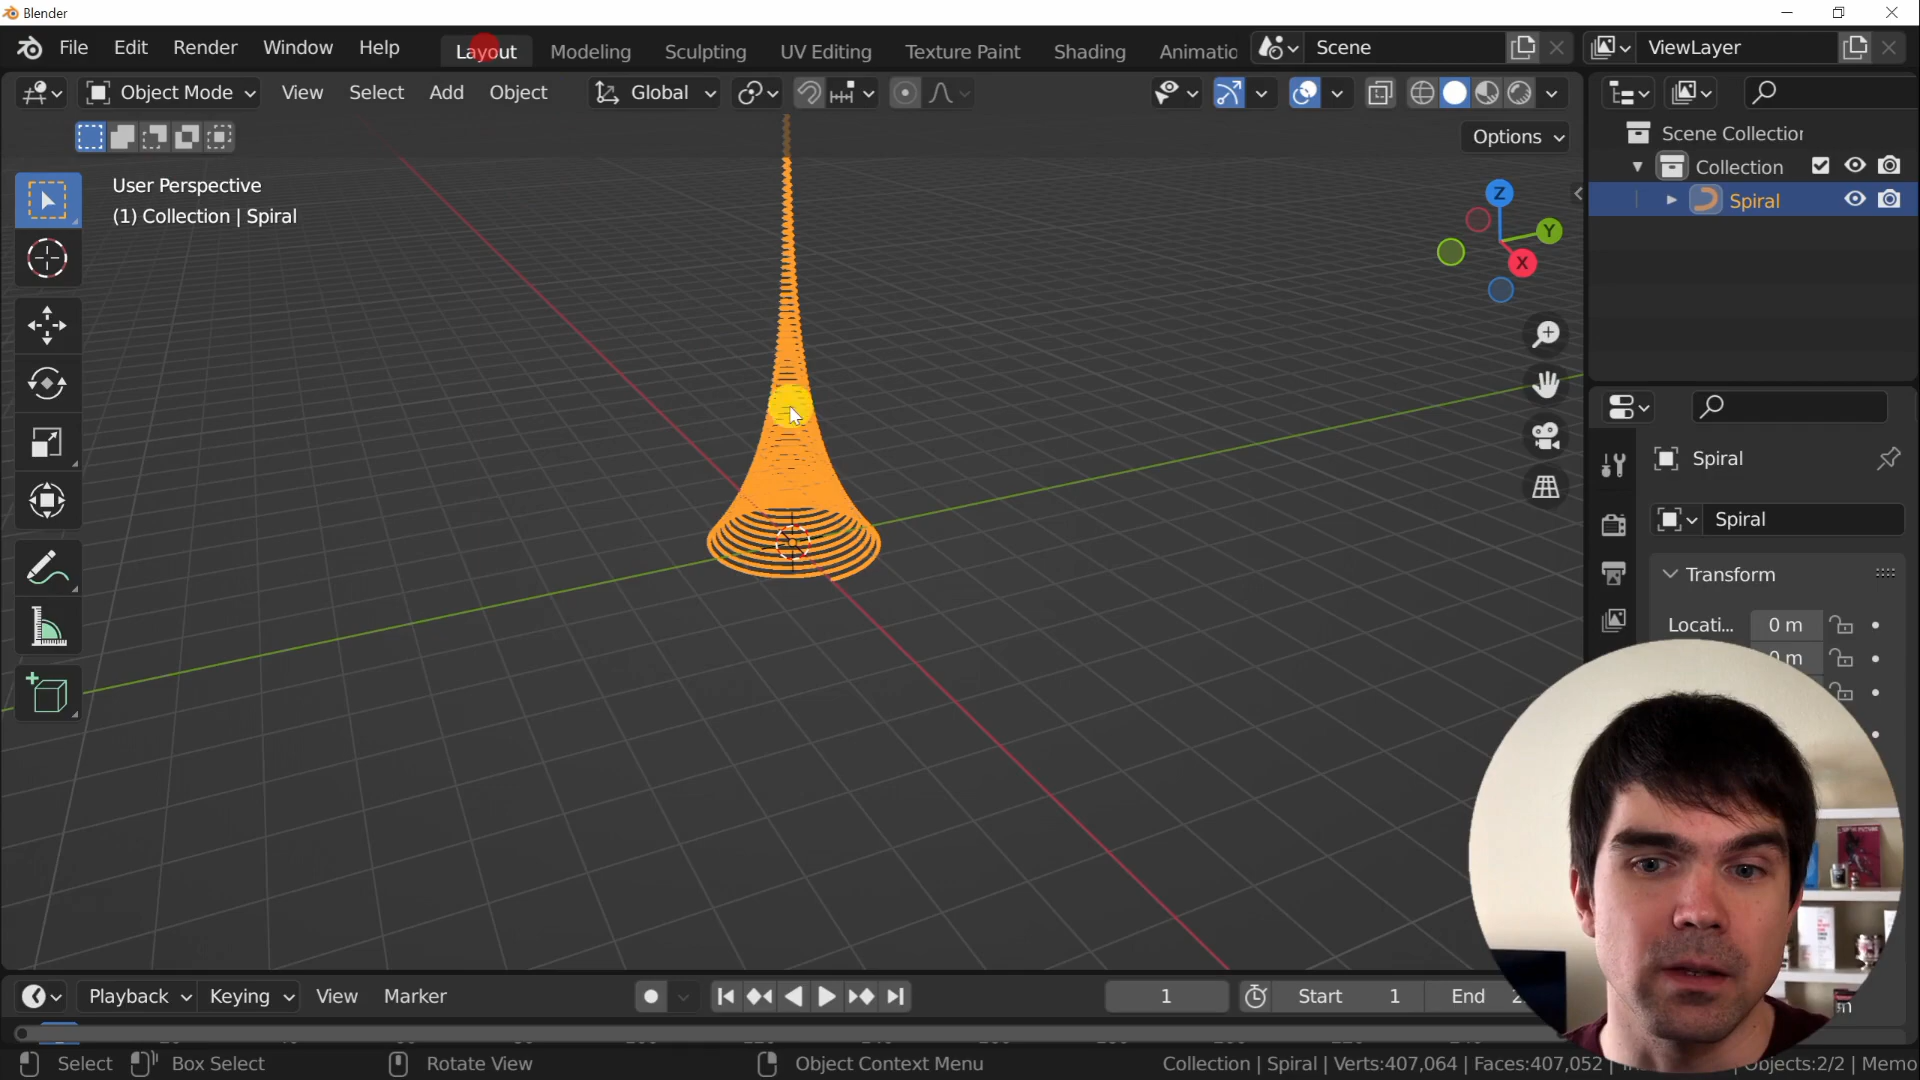 Blender
File Edit Render Window Help Layout Modeling Sculpting UV Editing Texture Paint Shading Animatio Scene ViewLayer
Object Mode View Select Add Object Global
Options
Scene Collection
Collection
Spiral
User Perspective
(1) Collection | Spiral
Z
Y
X
Spiral
Spiral
Transform
Locati... 0 m
0 m
Playback Keying View Marker 1 Start 1 End
Select Box Select Rotate View Object Context Menu Collection | Spiral | Verts:407,064 | Faces:407,052 | Objects:2/2 | Memo